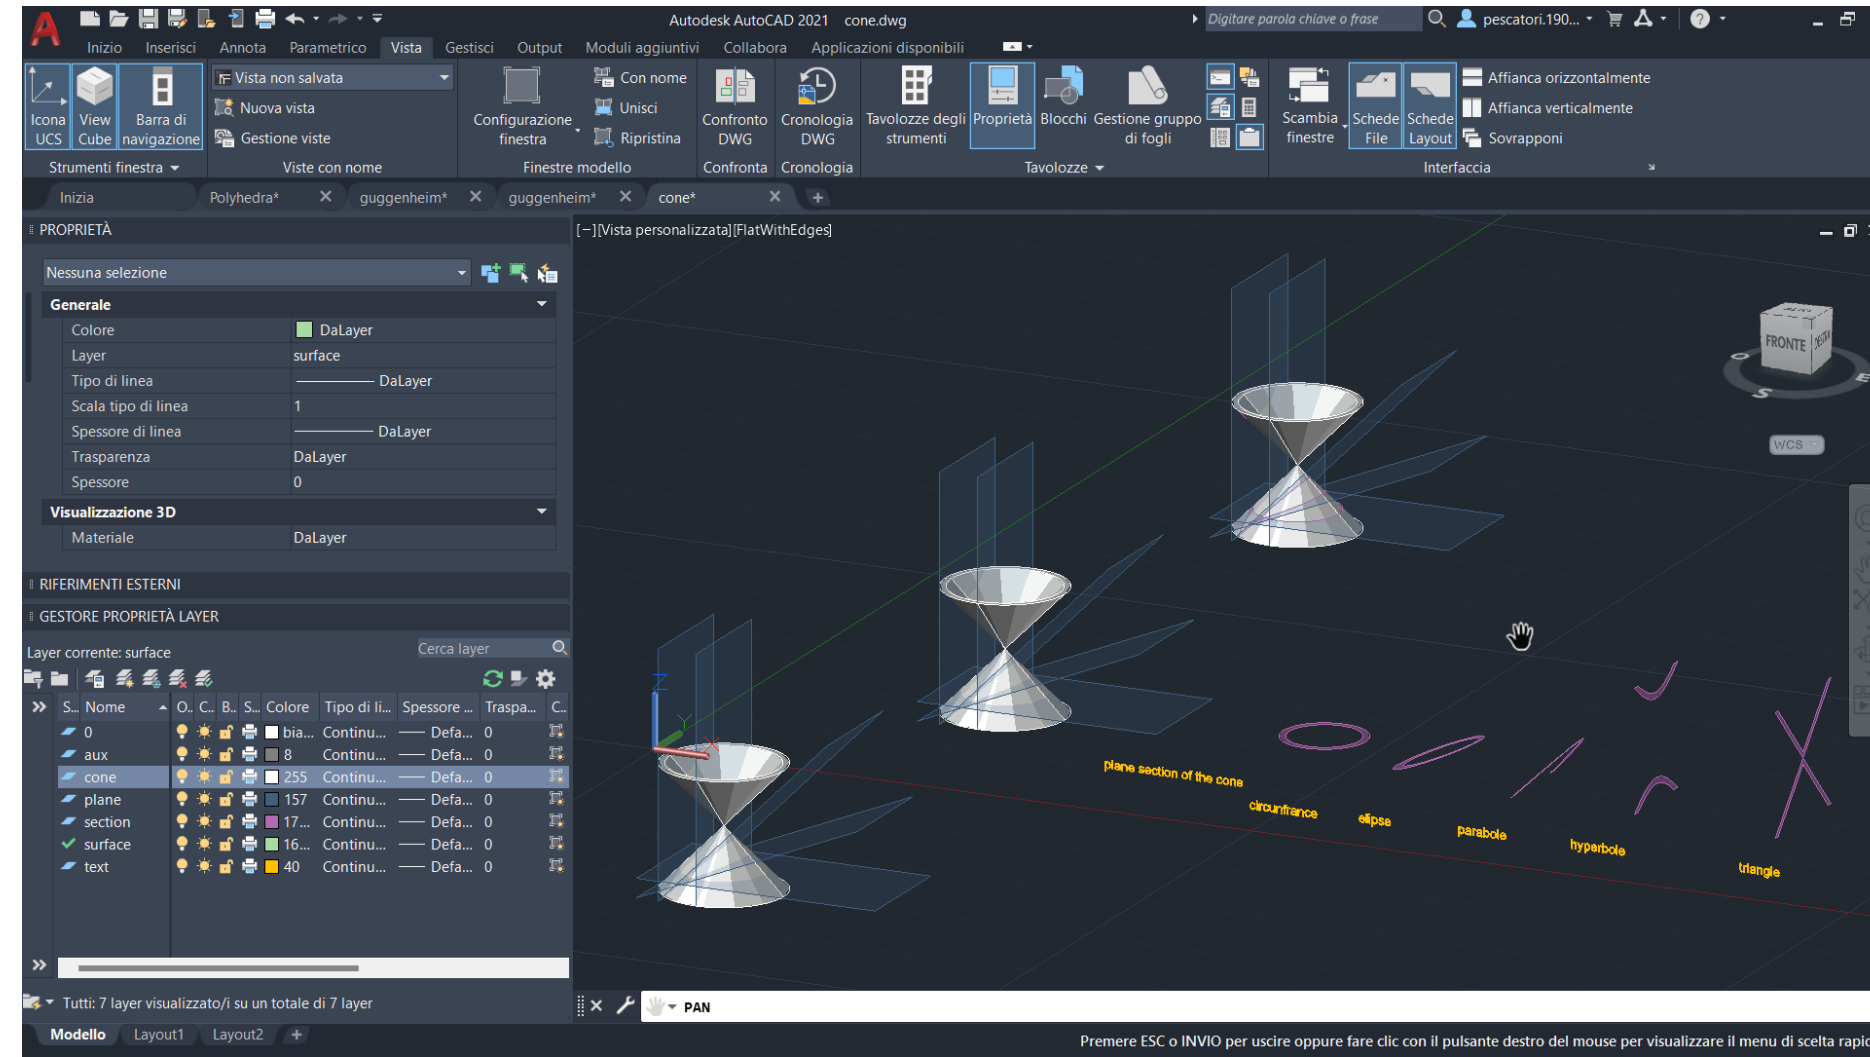 Autodesk AutoCAD 2021 cone.dwg
Digitare parola chiave o frase
pescatori.190...
Inizio Inserisci Annota Parametrico Vista Gestisci Output Moduli aggiuntivi Collabora Applicazioni disponibili
Icona UCS
View Cube
Barra di navigazione
Strumenti finestra
Vista non salvata
Nuova vista
Gestione viste
Viste con nome
Configurazione finestra
Con nome
Unisci
Ripristina
Finestre modello
Confronto DWG
Confronta
Cronologia DWG
Cronologia
Tavolozze degli strumenti
Proprietà
Blocchi
Gestione gruppo di fogli
Tavolozze
Scambia finestre
Schede File
Schede Layout
Affianca orizzontalmente
Affianca verticalmente
Sovrapponi
Interfaccia
Inizia Polyhedra* guggenheim* guggenheim* cone*
PROPRIETÀ
Nessuna selezione
Generale
Colore DaLayer
Layer surface
Tipo di linea DaLayer
Scala tipo di linea 1
Spessore di linea DaLayer
Trasparenza DaLayer
Spessore 0
Visualizzazione 3D
Materiale DaLayer
RIFERIMENTI ESTERNI
GESTORE PROPRIETÀ LAYER
Layer corrente: surface
Cerca layer
S.. Nome O.. C.. B.. S.. Colore Tipo di li... Spessore ... Traspa... C..
0 bia... Continu... Defa... 0
aux 8 Continu... Defa... 0
cone 255 Continu... Defa... 0
plane 157 Continu... Defa... 0
section 17... Continu... Defa... 0
surface 16... Continu... Defa... 0
text 40 Continu... Defa... 0
Tutti: 7 layer visualizzato/i su un totale di 7 layer
Modello Layout1 Layout2
[−][Vista personalizzata][FlatWithEdges]
ALTO
FRONTE
S
E
WCS
Z
Y
X
plane section of the cone
circunfrance
elipse
parabole
hyperbole
triangle
PAN
Premere ESC o INVIO per uscire oppure fare clic con il pulsante destro del mouse per visualizzare il menu di scelta rapid